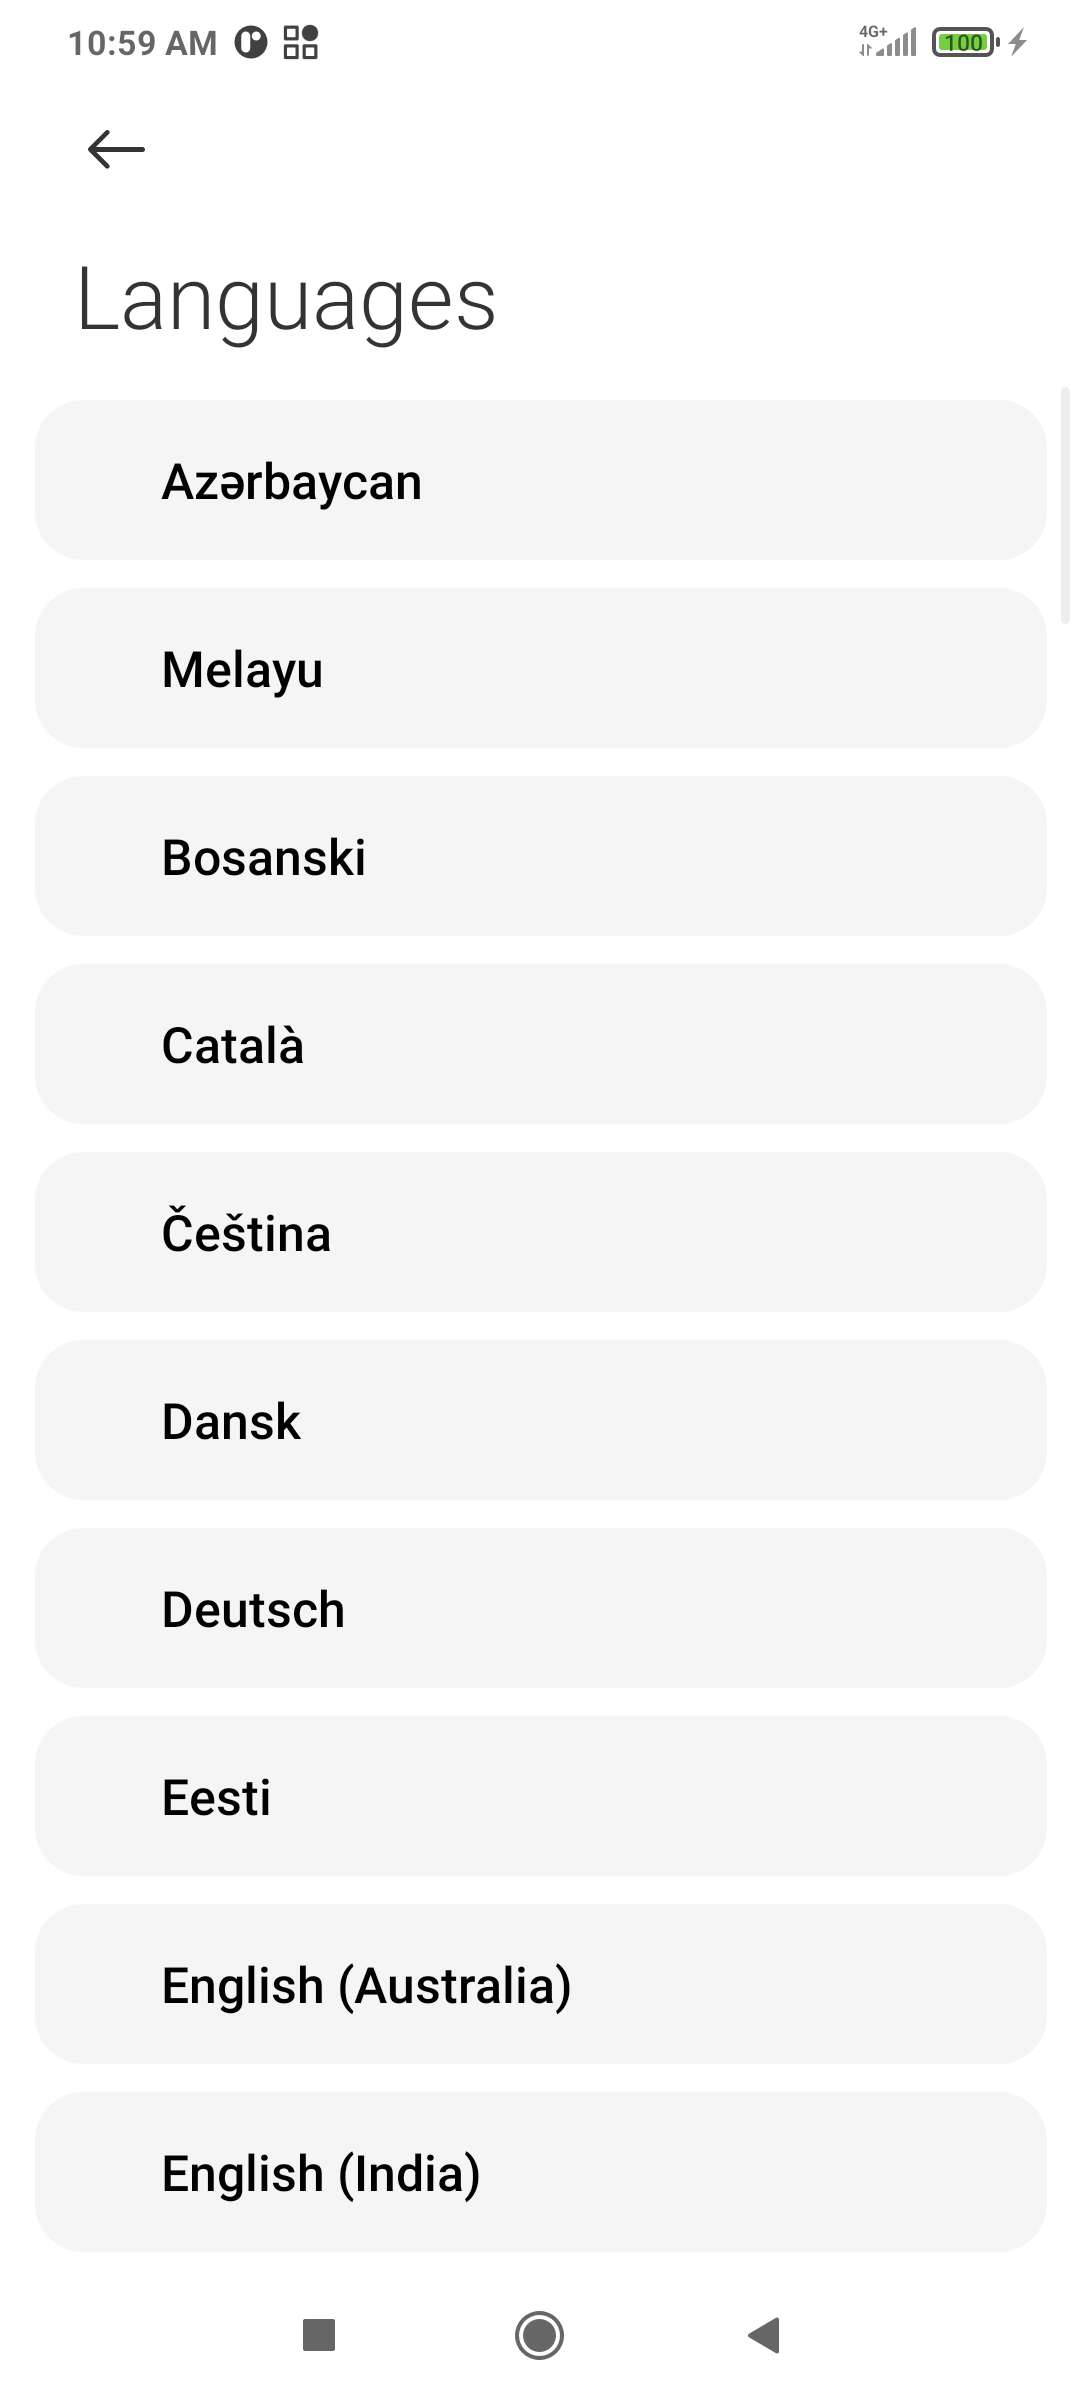 10:59 AM
4G+
100
Languages
Azərbaycan
Melayu
Bosanski
Català
Čeština
Dansk
Deutsch
Eesti
English (Australia)
English (India)